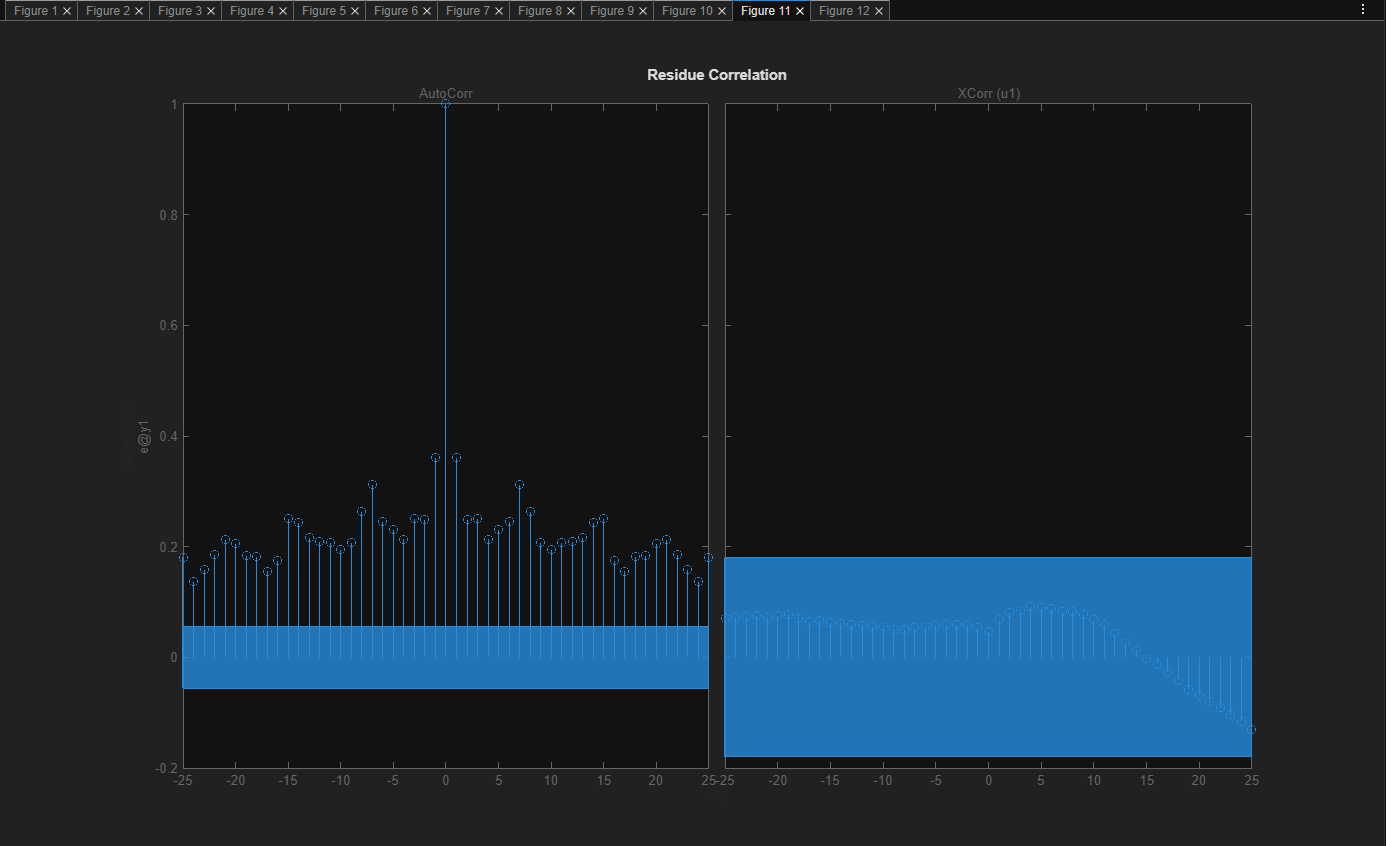 Figure 1 × Figure 2 × Figure 3 × Figure 4 × Figure 5 × Figure 6 × Figure 7 × Figure 8 × Figure 9 × Figure 10 × Figure 11 × Figure 12 ×
Residue Correlation
AutoCorr
XCorr (u1)
1
0.8
0.6
0.4
0.2
0
-0.2
e@y1
-25 -20 -15 -10 -5 0 5 10 15 20 25
-25 -20 -15 -10 -5 0 5 10 15 20 25